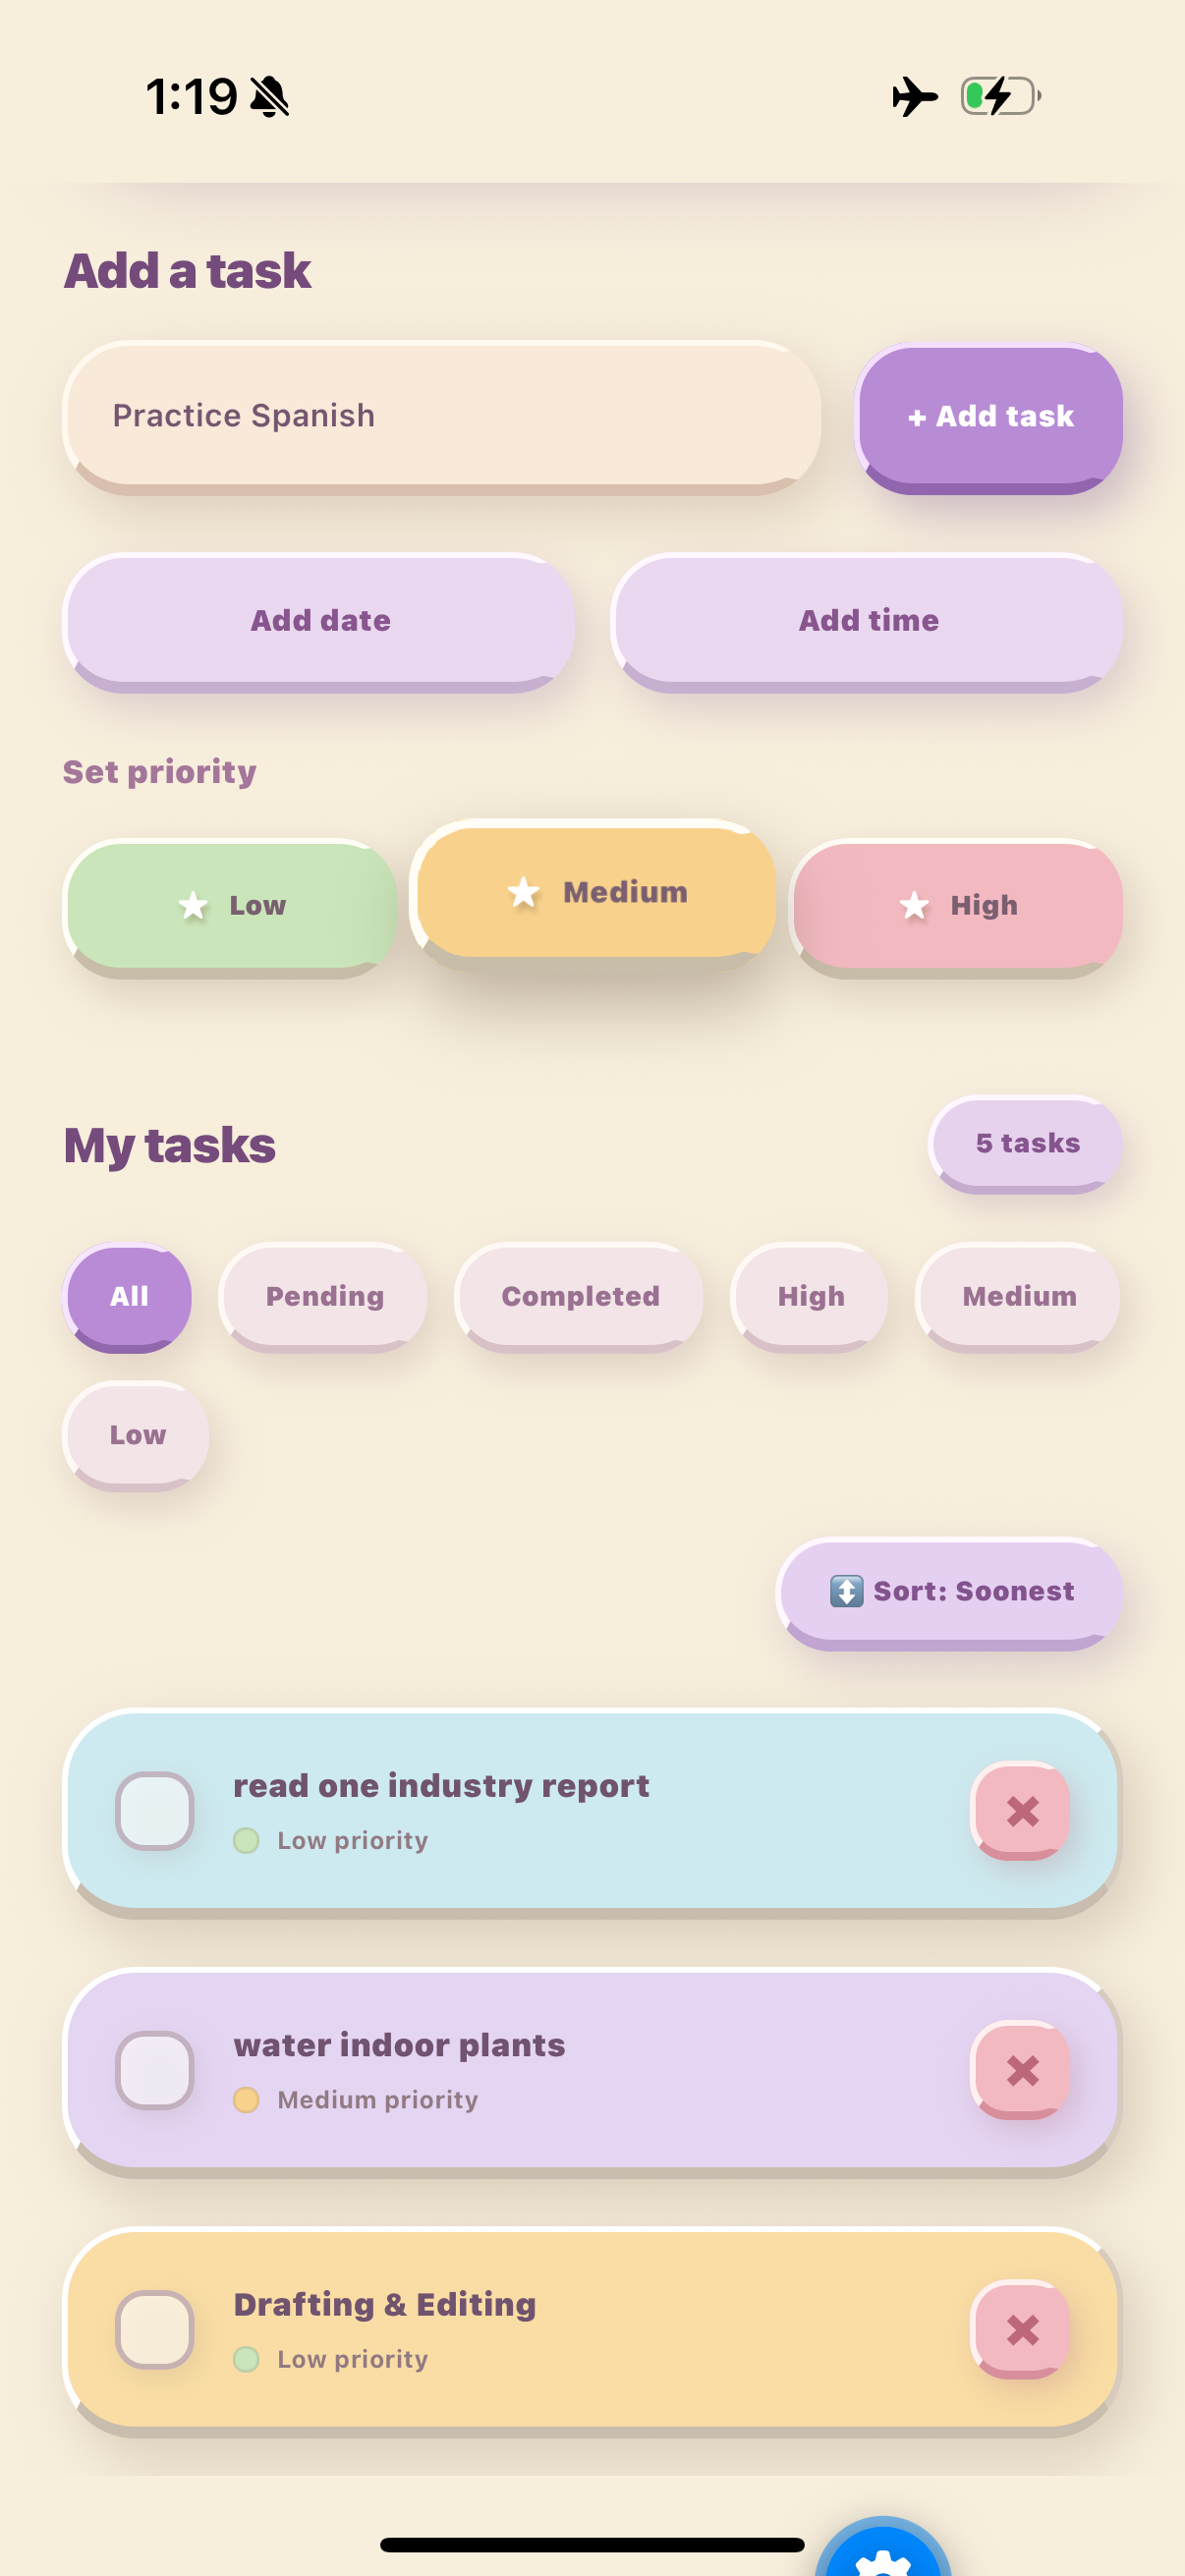 1:19
Add a task
Practice Spanish
+ Add task
Add date
Add time
Set priority
Low
Medium
High
My tasks
5 tasks
All
Pending
Completed
High
Medium
Low
Sort: Soonest
read one industry report
Low priority
water indoor plants
Medium priority
Drafting & Editing
Low priority